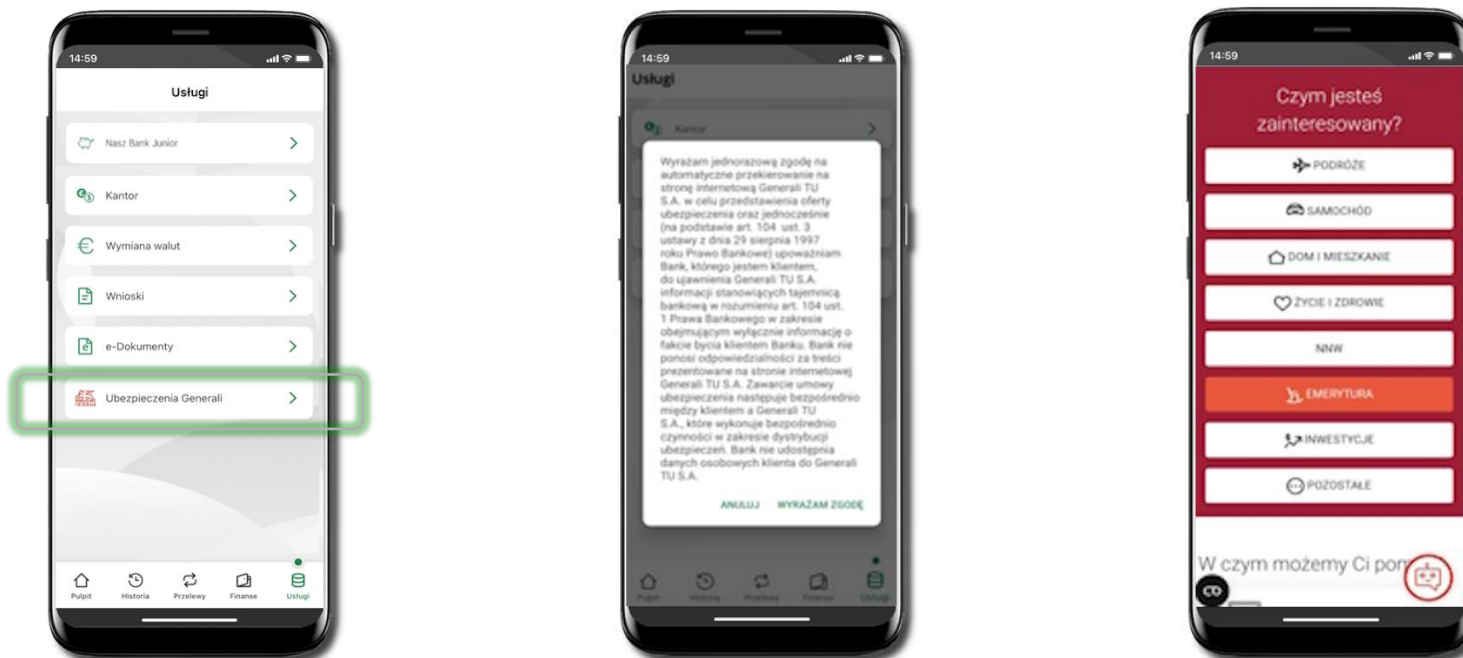 14:59
Usługi
Nasz Bank Junior
Kantor
Wymiana walut
Wnioski
e-Dokumenty
Ubezpieczenia Generali
Pulpit
Historia
Przelewy
Finanse
Usługi
14:59
Usługi
Kantor
Wyrażam jednorazową zgodę na
automatyczne przekierowanie na
stronę internetową Generali TU
S.A. w celu przedstawienia oferty
ubezpieczenia oraz jednocześnie
(na podstawie art. 104 ust. 3
ustawy z dnia 29 sierpnia 1997
roku Prawo Bankowe) upoważniam
Bank, którego jestem klientem,
do ujawnienia Generali TU S.A.
informacji stanowiących tajemnicą
bankową w rozumieniu art. 104 ust.
1 Prawa Bankowego w zakresie
obejmującym wyłącznie informację o
fakcie bycia klientem Banku. Bank nie
ponosi odpowiedzialności za treści
prezentowane na stronie internetowej
Generali TU S.A. Zawarcie umowy
ubezpieczenia następuje bezpośrednio
między klientem a Generali TU
S.A., które wykonuje bezpośrednio
czynności w zakresie dystrybucji
ubezpieczeń. Bank nie udostępnia
danych osobowych klienta do Generali
TU S.A.
ANULUJ WYRAŻAM ZGODĘ
Pulpit
Historia
Przelewy
Finanse
Usługi
14:59
Czym jesteś
zainteresowany?
PODRÓŻE
SAMOCHÓD
DOM I MIESZKANIE
ŻYCIE I ZDROWIE
NNW
EMERYTURA
INWESTYCJE
POZOSTAŁE
W czym możemy Ci pom